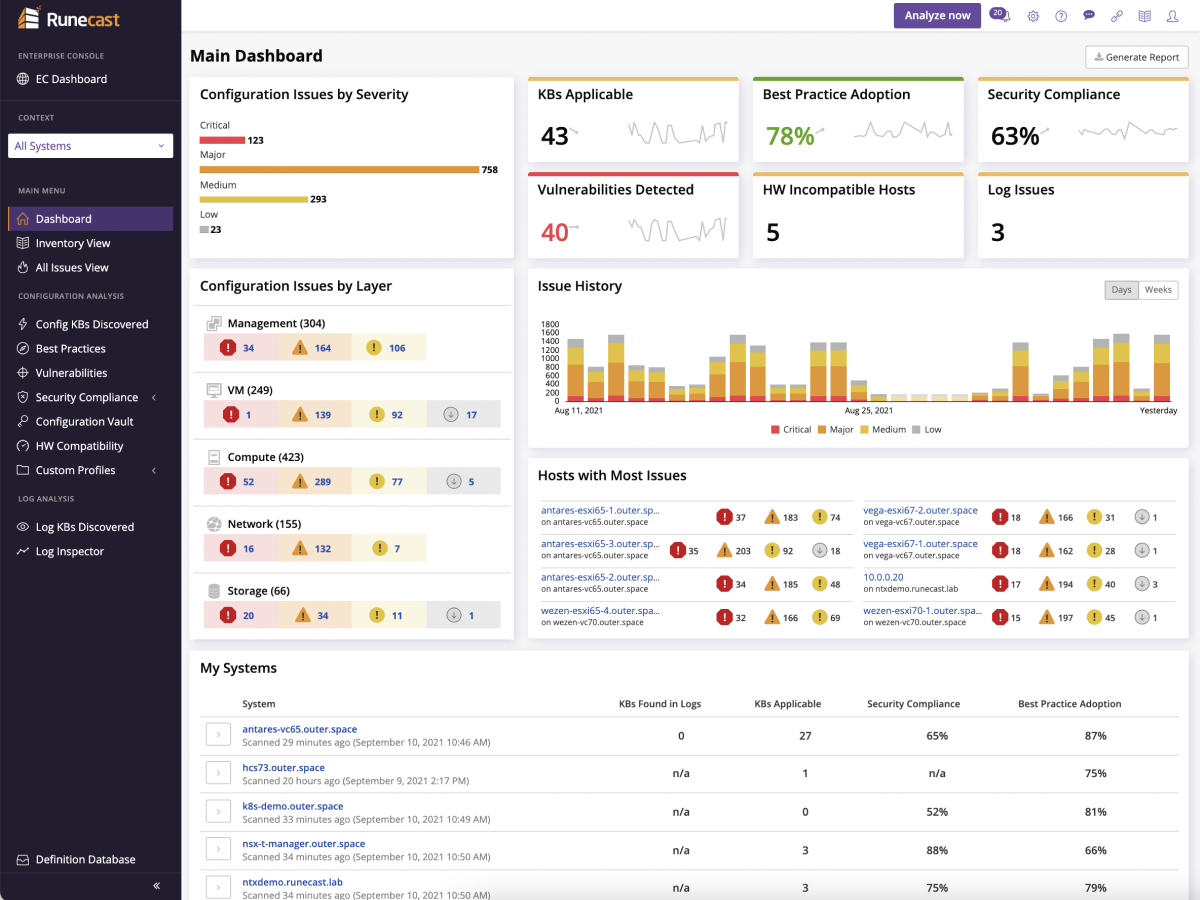 Runecast
ENTERPRISE CONSOLE
EC Dashboard
CONTEXT
All Systems
MAIN MENU
Dashboard
Inventory View
All Issues View
CONFIGURATION ANALYSIS
Config KBs Discovered
Best Practices
Vulnerabilities
Security Compliance
Configuration Vault
HW Compatibility
Custom Profiles
LOG ANALYSIS
Log KBs Discovered
Log Inspector
Definition Database
Analyze now
20
Main Dashboard
Generate Report
Configuration Issues by Severity
Critical
123
Major
758
Medium
293
Low
23
KBs Applicable
43
Best Practice Adoption
78%
Security Compliance
63%
Vulnerabilities Detected
40
HW Incompatible Hosts
5
Log Issues
3
Configuration Issues by Layer
Management (304)
34 164 106
VM (249)
1 139 92 17
Compute (423)
52 289 77 5
Network (155)
16 132 7
Storage (66)
20 34 11 1
Issue History
Days Weeks
1800
1600
1400
1200
1000
800
600
400
200
0
Aug 11, 2021 Aug 25, 2021 Yesterday
Critical Major Medium Low
Hosts with Most Issues
antares-esxi65-1.outer.sp... 37 183 74
on antares-vc65.outer.space
antares-esxi65-3.outer.sp... 35 203 92 18
on antares-vc65.outer.space
antares-esxi65-2.outer.sp... 34 185 48
on antares-vc65.outer.space
wezen-esxi65-4.outer.spa... 32 166 69
on wezen-vc70.outer.space
vega-esxi67-2.outer.space 18 166 31 1
on vega-vc67.outer.space
vega-esxi67-1.outer.space 18 162 28 1
on vega-vc67.outer.space
10.0.0.20 17 194 40 3
on ntxdemo.runecast.lab
wezen-esxi70-1.outer.spa... 15 197 45 1
on wezen-vc70.outer.space
My Systems
System KBs Found in Logs KBs Applicable Security Compliance Best Practice Adoption
antares-vc65.outer.space
Scanned 29 minutes ago (September 10, 2021 10:46 AM)
0 27 65% 87%
hcs73.outer.space
Scanned 20 hours ago (September 9, 2021 2:17 PM)
n/a 1 n/a 75%
k8s-demo.outer.space
Scanned 33 minutes ago (September 10, 2021 10:49 AM)
n/a 0 52% 81%
nsx-t-manager.outer.space
Scanned 34 minutes ago (September 10, 2021 10:50 AM)
n/a 3 88% 66%
ntxdemo.runecast.lab
Scanned 34 minutes ago (September 10, 2021 10:50 AM)
n/a 3 75% 79%